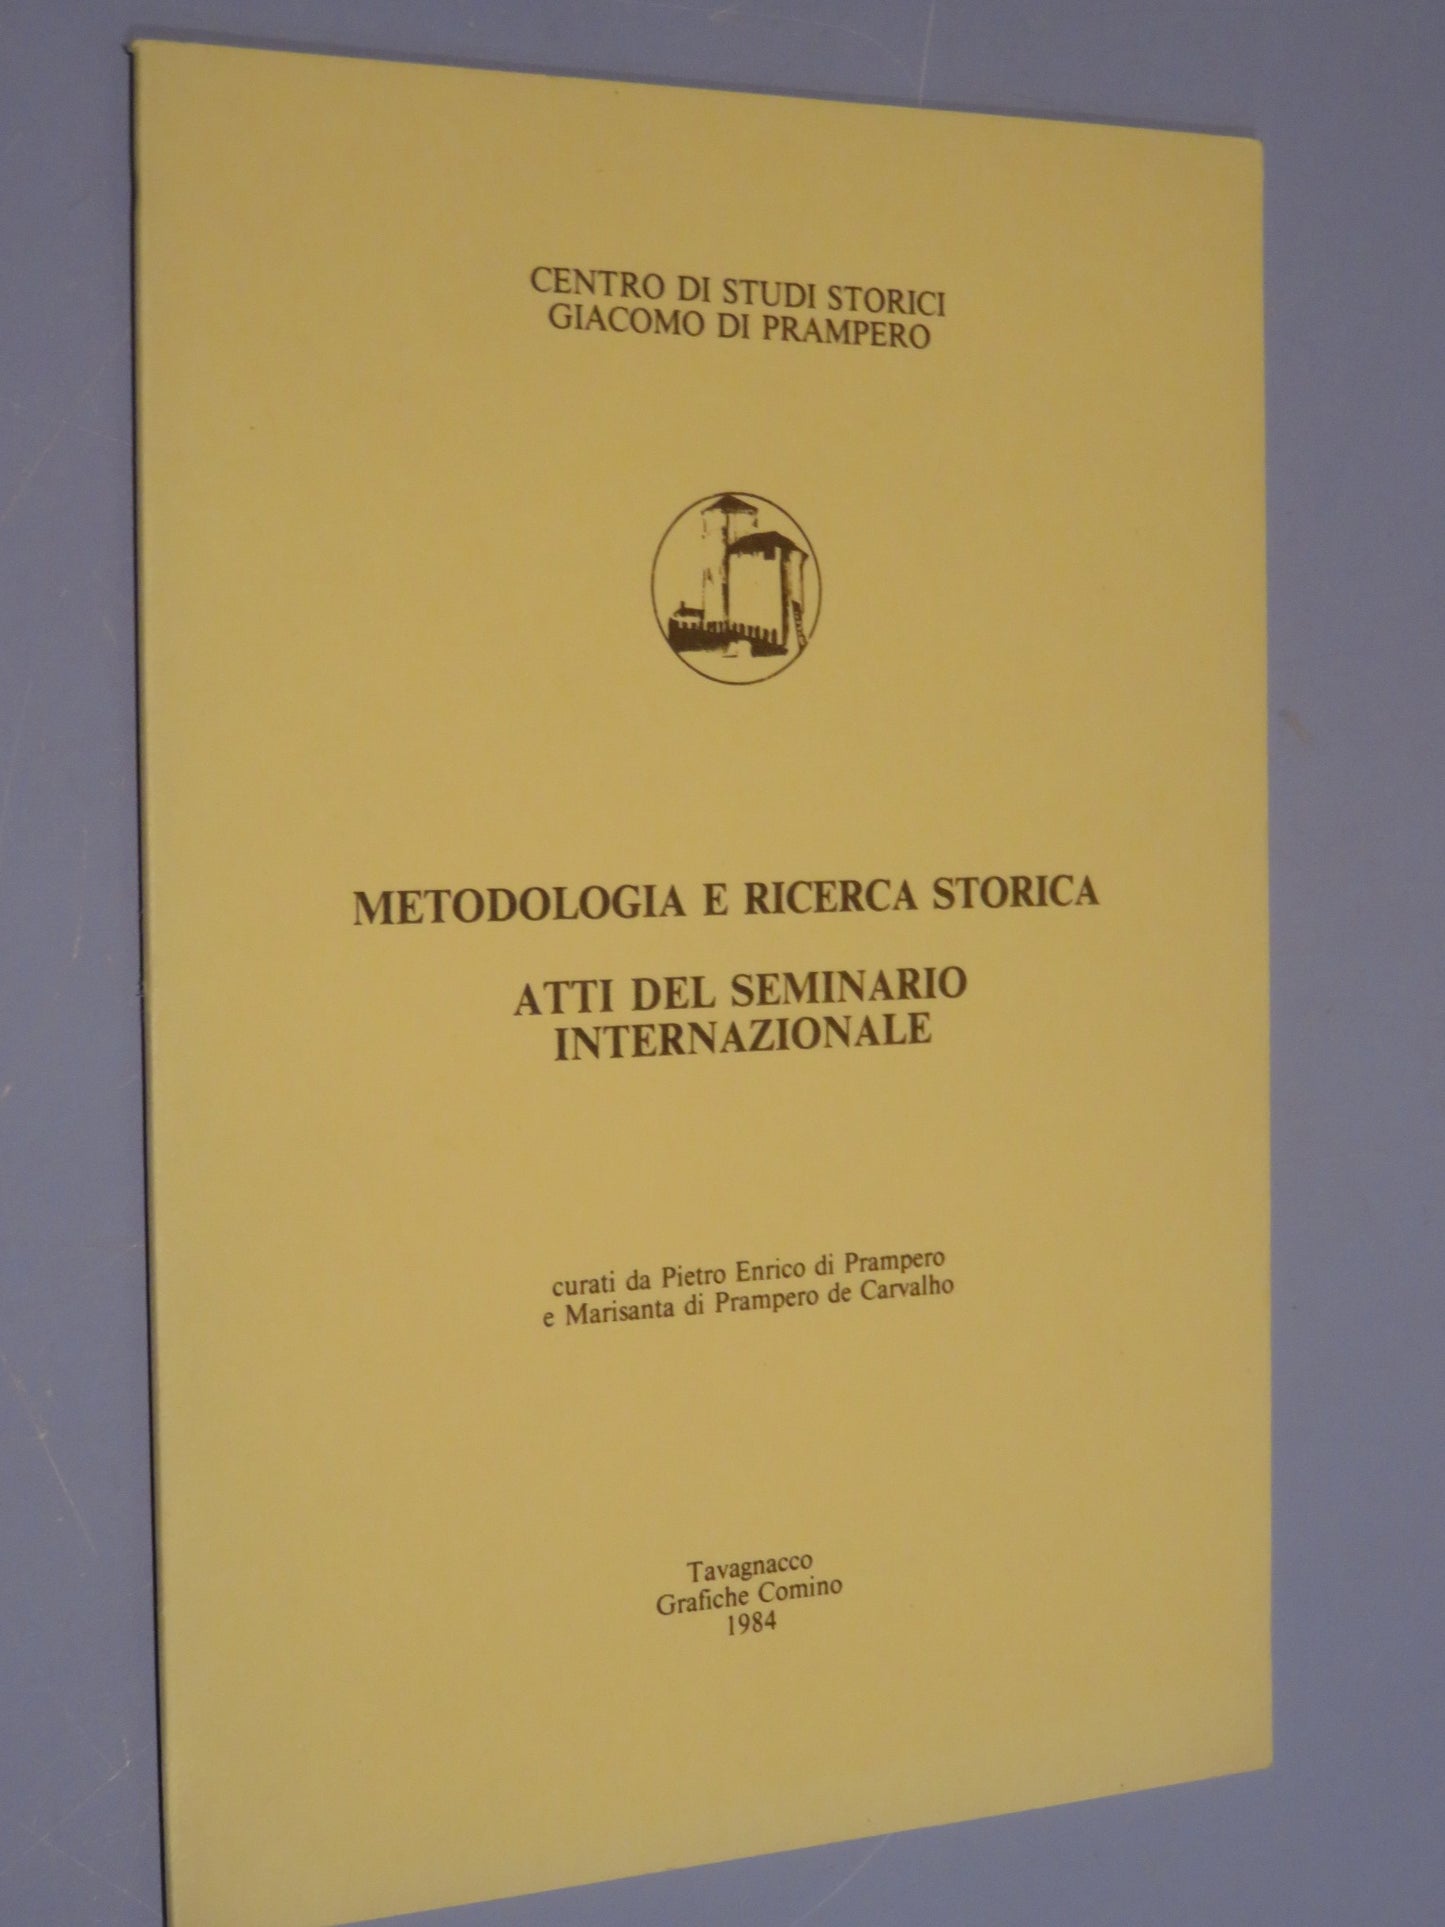 CENTRO DI STUDI STORICI
GIACOMO DI PRAMPERO
METODOLOGIA E RICERCA STORICA
ATTI DEL SEMINARIO
INTERNAZIONALE
curati da Pietro Enrico di Prampero
e Marisanta di Prampero de Carvalho
Tavagnacco
Grafiche Comino
1984